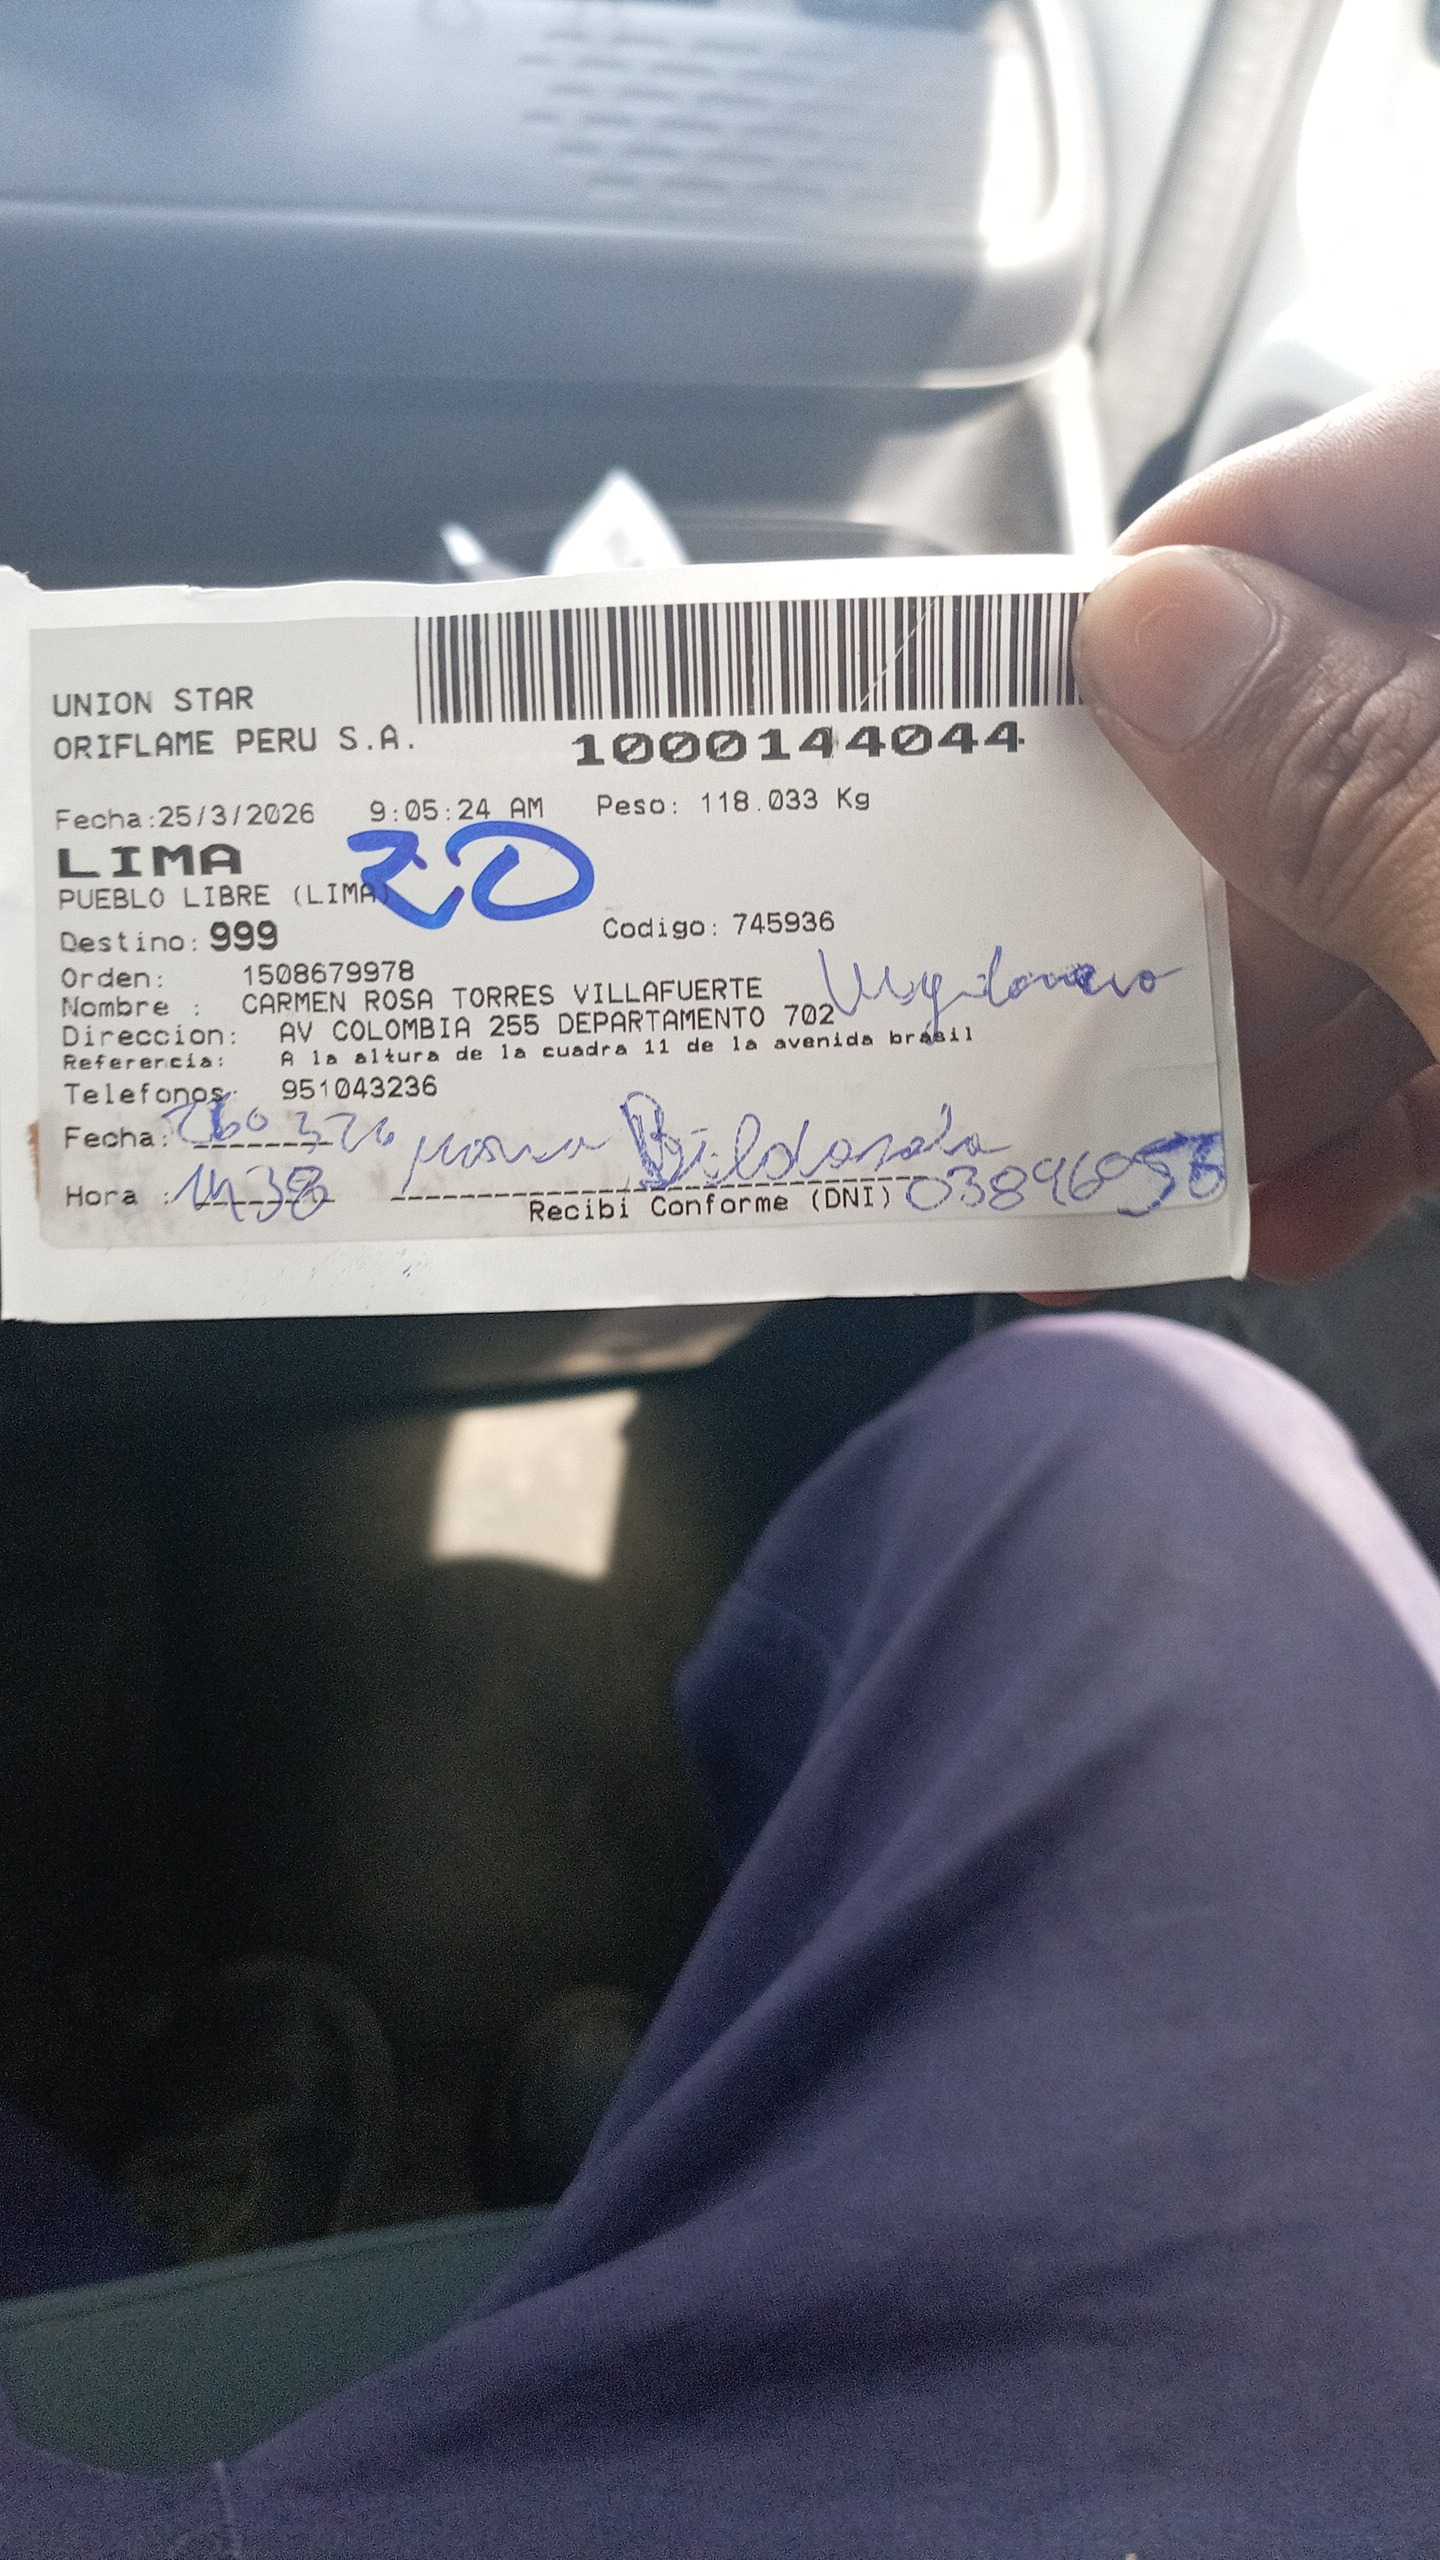 UNION STAR
ORIFLAME PERU S.A.
1000144044
Fecha:25/3/2026 9:05:24 AM Peso: 118.033 Kg
LIMA
20
PUEBLO LIBRE (LIMA)
Destino: 999 Codigo: 745936
Orden: 1508679978
Nombre : CARMEN ROSA TORRES VILLAFUERTE
Direccion: AV COLOMBIA 255 DEPARTAMENTO 702
Referencia: A la altura de la cuadra 11 de la avenida brasil
Telefonos: 951043236
Fecha:
Hora : 1438
Recibi Conforme (DNI)